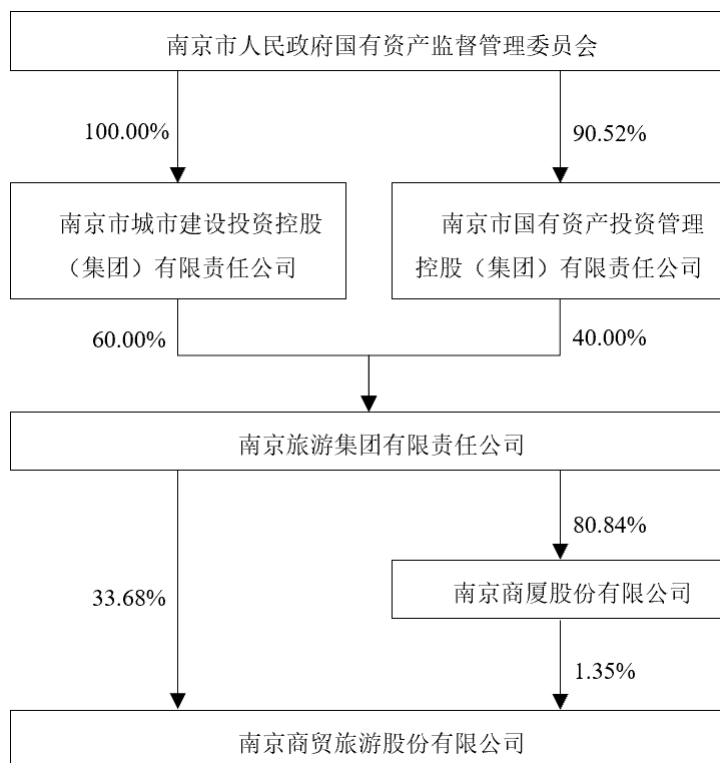 南京市人民政府国有资产监督管理委员会
100.00%
90.52%
南京市城市建设投资控股
（集团）有限责任公司
南京市国有资产投资管理
控股（集团）有限责任公司
60.00%
40.00%
南京旅游集团有限责任公司
80.84%
33.68%
南京商厦股份有限公司
1.35%
南京商贸旅游股份有限公司